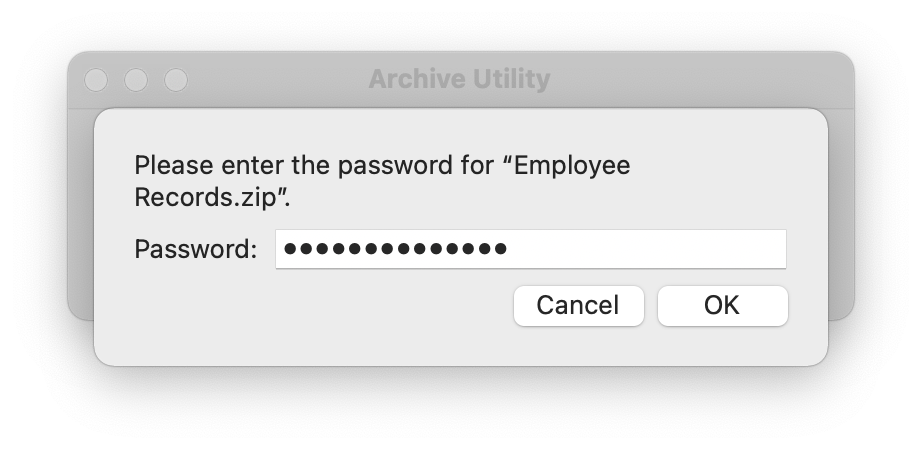 Archive Utility
Please enter the password for “Employee
Records.zip”.
Password: ••••••••••••••
Cancel OK